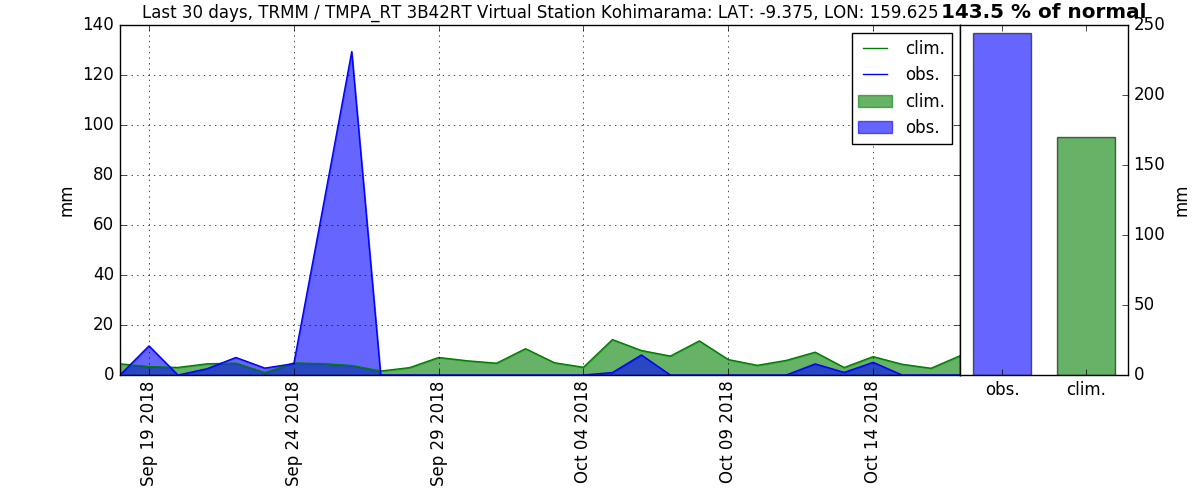 Last 30 days, TRMM / TMPA_RT 3B42RT Virtual Station Kohimarama: LAT: -9.375, LON: 159.625
143.5 % of normal
140
120
100
80
60
40
20
0
mm
clim.
obs.
clim.
obs.
Sep 19 2018
Sep 24 2018
Sep 29 2018
Oct 04 2018
Oct 09 2018
Oct 14 2018
250
200
150
100
50
0
mm
obs.
clim.